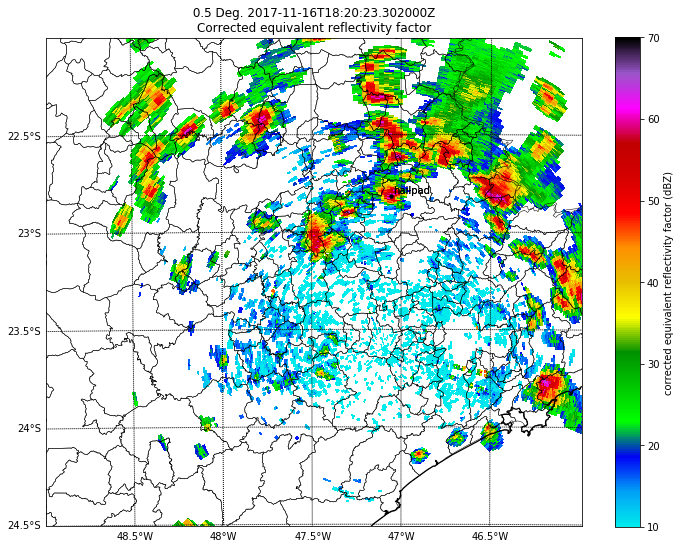 0.5 Deg. 2017-11-16T18:20:23.302000Z
Corrected equivalent reflectivity factor
70
60
50
40
30
20
10
corrected equivalent reflectivity factor (dBZ)
22.5°S
23°S
23.5°S
24°S
24.5°S
hailpad
48.5°W
48°W
47.5°W
47°W
46.5°W